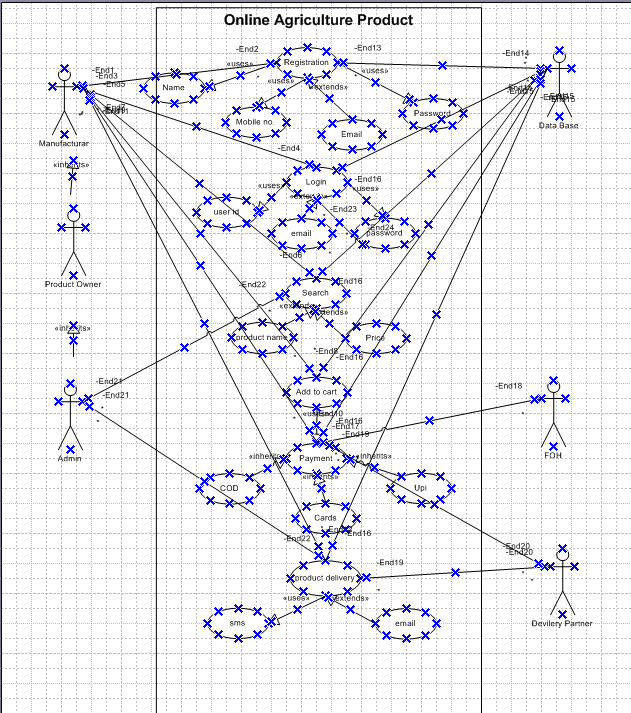 Online Agriculture Product
-End2
-End13
-End14
-End1
-End3
-End5
Registration
«uses»
«uses»
«extends»
Name
Mobile no
Email
Password
Manufacturar
Data Base
-End4
«inherits»
Login
-End16
«uses»
«uses»
user id
-End23
email
-End24
password
Product Owner
-End6
-End22
Search
-End16
«extends»
product name
Price
«inherits»
-End8
-End16
-End21
-End21
Add to cart
-End18
-End16
-End17
-End19
Admin
FOH
Payment
«inherits»
«inherits»
«inherits»
COD
Upi
Cards
-End22
-End16
-End20
-End20
-End19
product delivery
«uses»
«extends»
sms
email
Devilery Partner